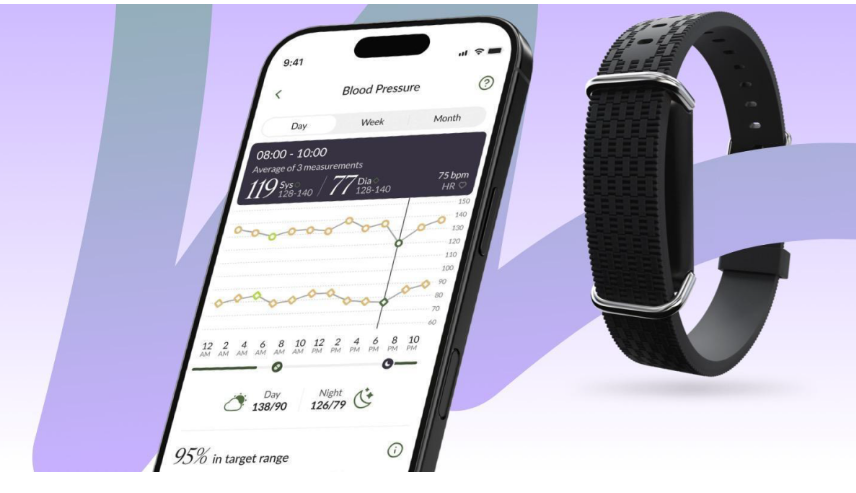 9:41
Blood Pressure
Day Week Month
08:00 - 10:00
Average of 3 measurements
119 Sys 128-140 / 77 Dia 128-140
75 bpm
HR
150
140
130
120
110
100
90
80
70
60
12 AM 2 AM 4 AM 6 AM 8 AM 10 AM 12 PM 2 PM 4 PM 6 PM 8 PM 10 PM
Day Night
138/90 126/79
95% in target range